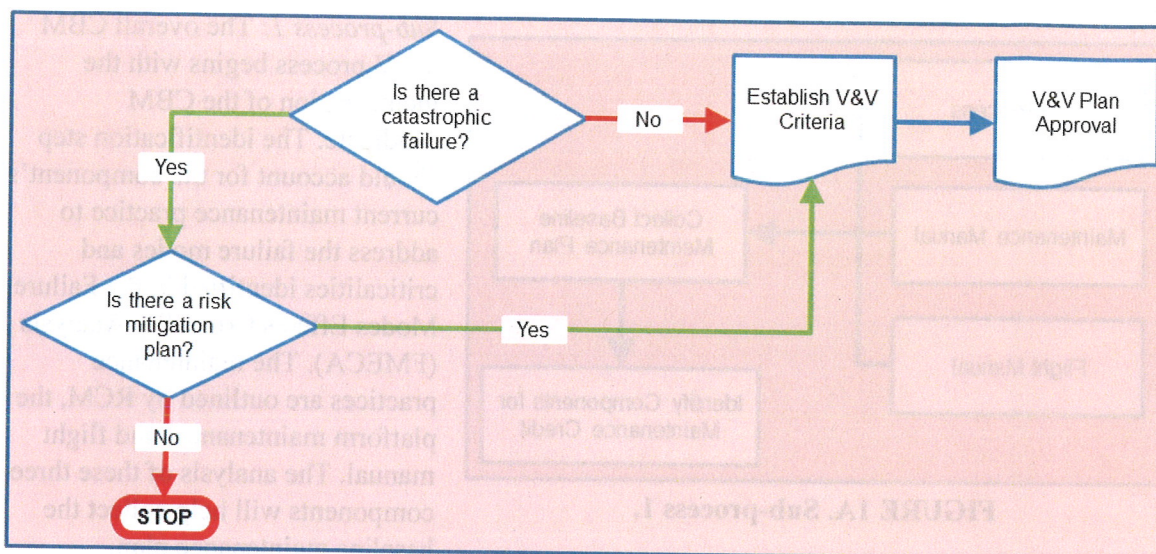 Is there a
catastrophic
failure?
No
Establish V&V
Criteria
V&V Plan
Approval
Yes
Is there a risk
mitigation
plan?
Yes
No
STOP
Sub-process 1: The overall CBM
process begins with the
of the CBM
The identification step
account for component's
current maintenance practice to
address the failure modes and
criticalities Failure
Modes
(FMECA). The
practices are outlined by RCM, the
platform maintenance and flight
manual. The analysis of these three
components will the
baseline maintenance
Collect Baseline
Maintenance Plan
Maintenance Manual
Flight Manual
Identify Components for
Maintenance Credit
FIGURE 1A. Sub-process 1.